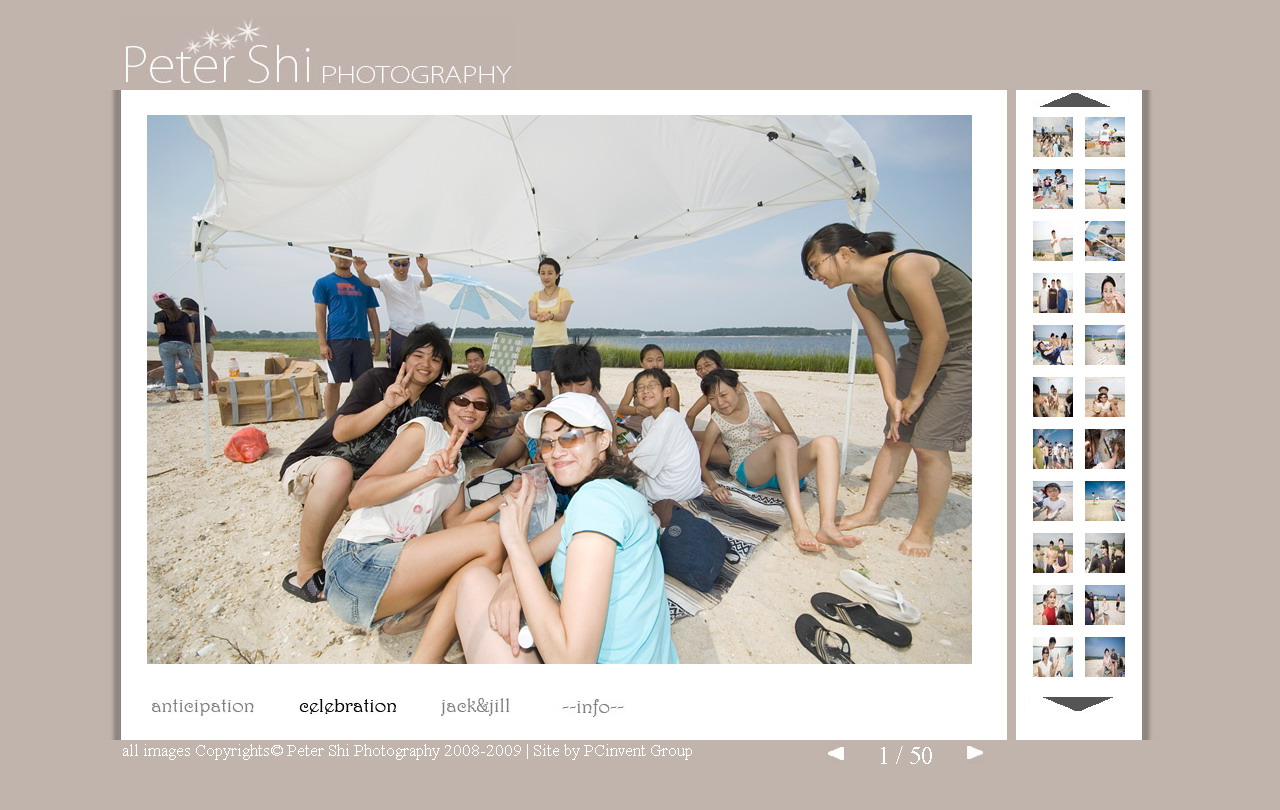 Peter Shi PHOTOGRAPHY
anticipation celebration jack&jill --info--
all images Copyrights© Peter Shi Photography 2008-2009 | Site by PCinvent Group
1 / 50